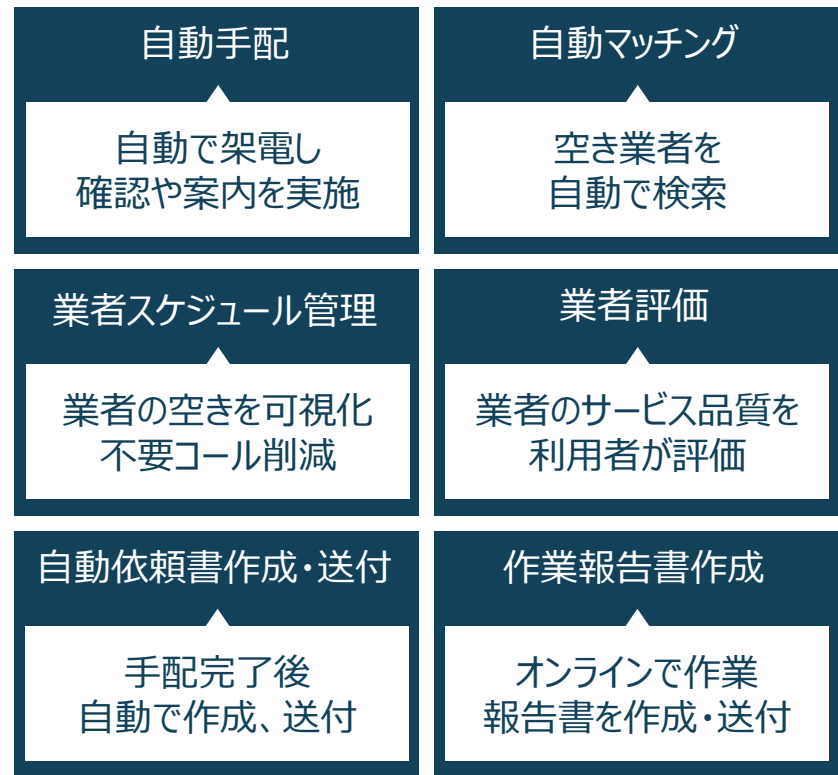 自動手配
自動で架電し
確認や案内を実施
自動マッチング
空き業者を
自動で検索
業者スケジュール管理
業者の空きを可視化
不要コール削減
業者評価
業者のサービス品質を
利用者が評価
自動依頼書作成・送付
手配完了後
自動で作成、送付
作業報告書作成
オンラインで作業
報告書を作成・送付